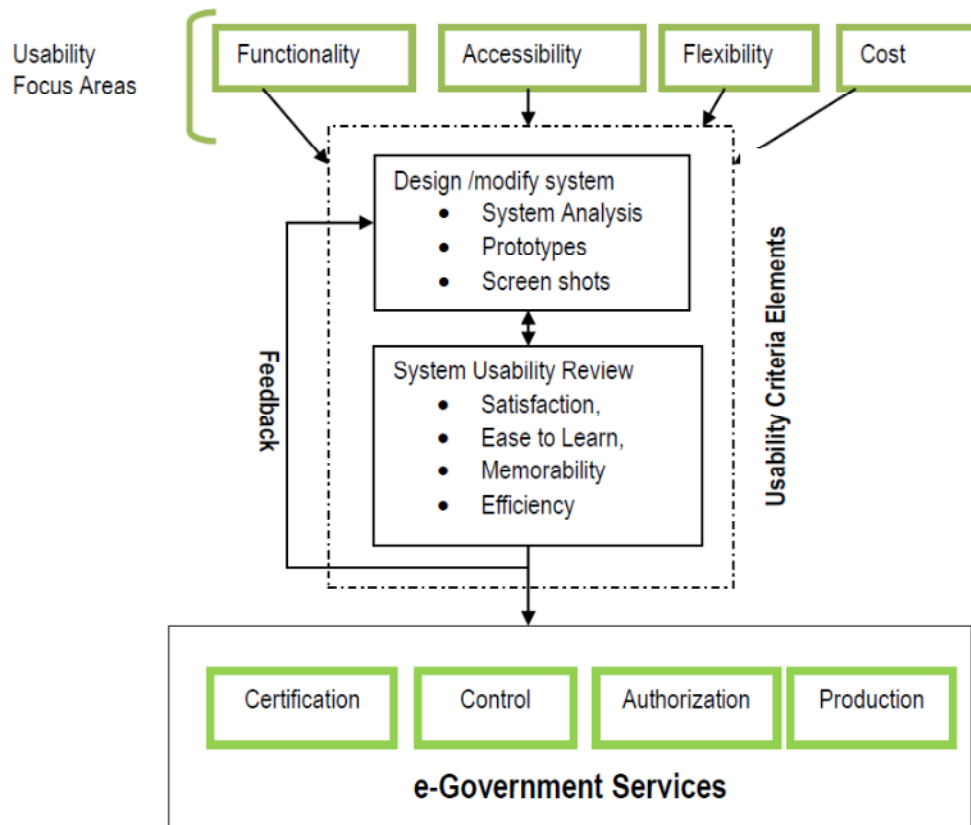 Usability
Focus Areas
Functionality
Accessibility
Flexibility
Cost
Design /modify system
• System Analysis
• Prototypes
• Screen shots
Feedback
System Usability Review
• Satisfaction,
• Ease to Learn,
• Memorability
• Efficiency
Usability Criteria Elements
Certification
Control
Authorization
Production
e-Government Services